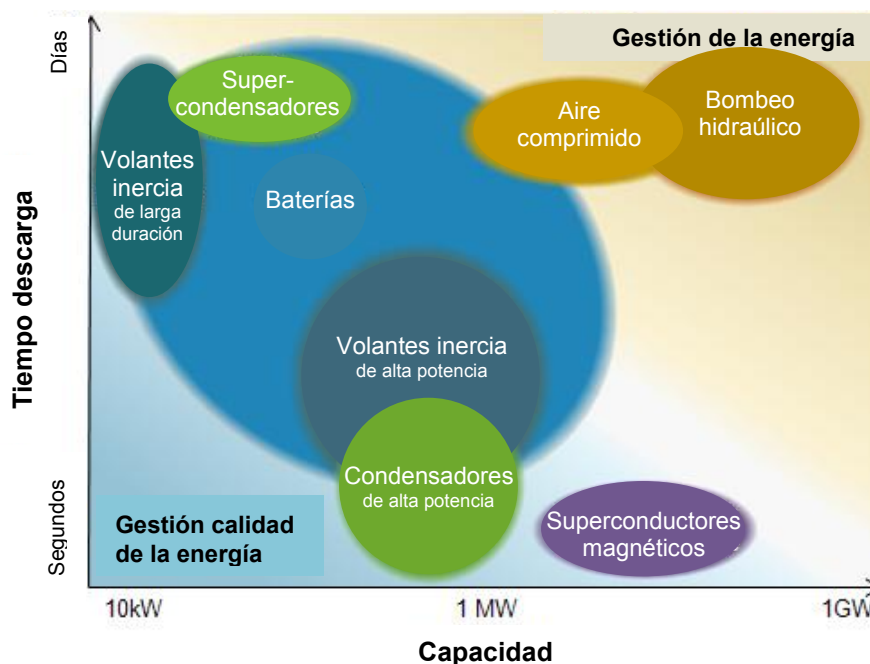 Gestión de la energía
Días
Super-
condensadores
Aire
comprimido
Bombeo
hidraúlico
Volantes
inercia
de larga
duración
Baterías
Tiempo descarga
Volantes inercia
de alta potencia
Condensadores
de alta potencia
Segundos
Gestión calidad
de la energía
Superconductores
magnéticos
10kW
1 MW
1GW
Capacidad